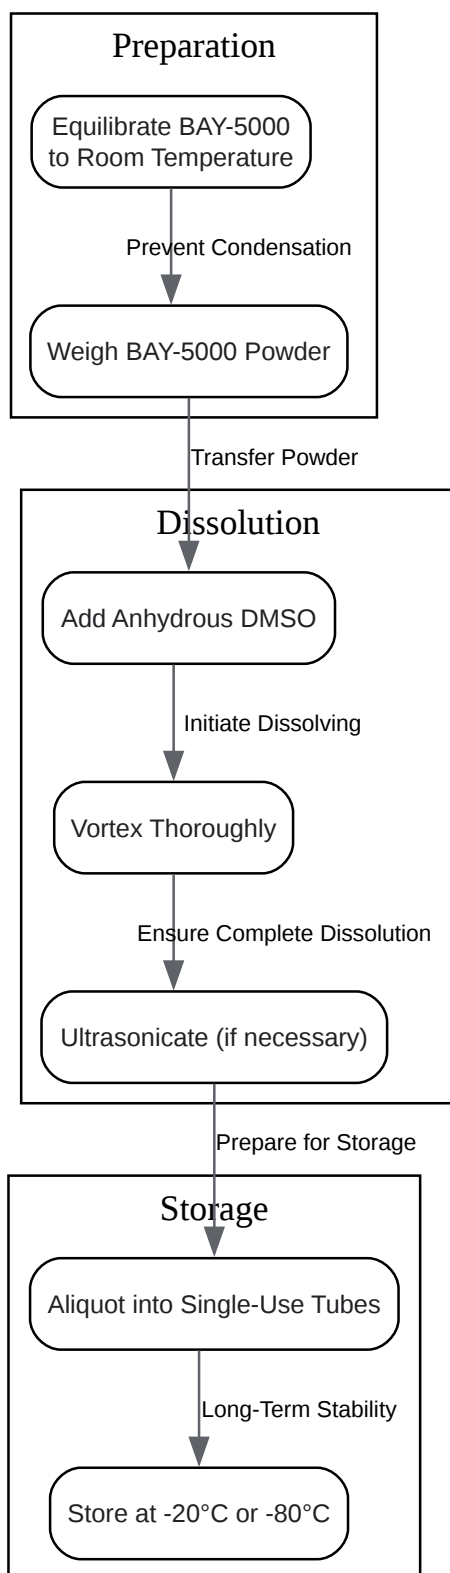 Preparation
Equilibrate BAY-5000
to Room Temperature
Prevent Condensation
Weigh BAY-5000 Powder
Transfer Powder
Dissolution
Add Anhydrous DMSO
Initiate Dissolving
Vortex Thoroughly
Ensure Complete Dissolution
Ultrasonicate (if necessary)
Prepare for Storage
Storage
Aliquot into Single-Use Tubes
Long-Term Stability
Store at -20°C or -80°C